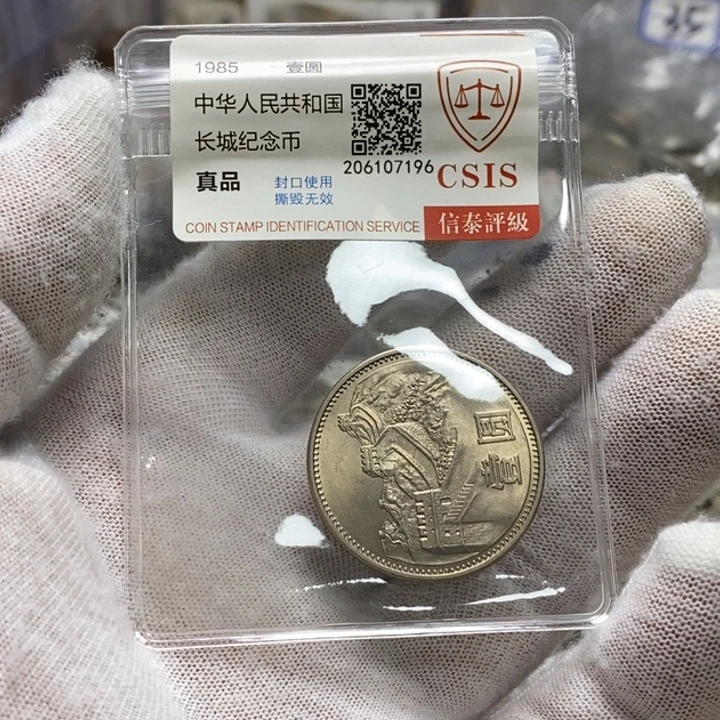 1985 壹圆
中华人民共和国
长城纪念币
真品
封口使用
撕毁无效
206107196
CSIS
COIN STAMP IDENTIFICATION SERVICE
信泰評級
壹圆
35